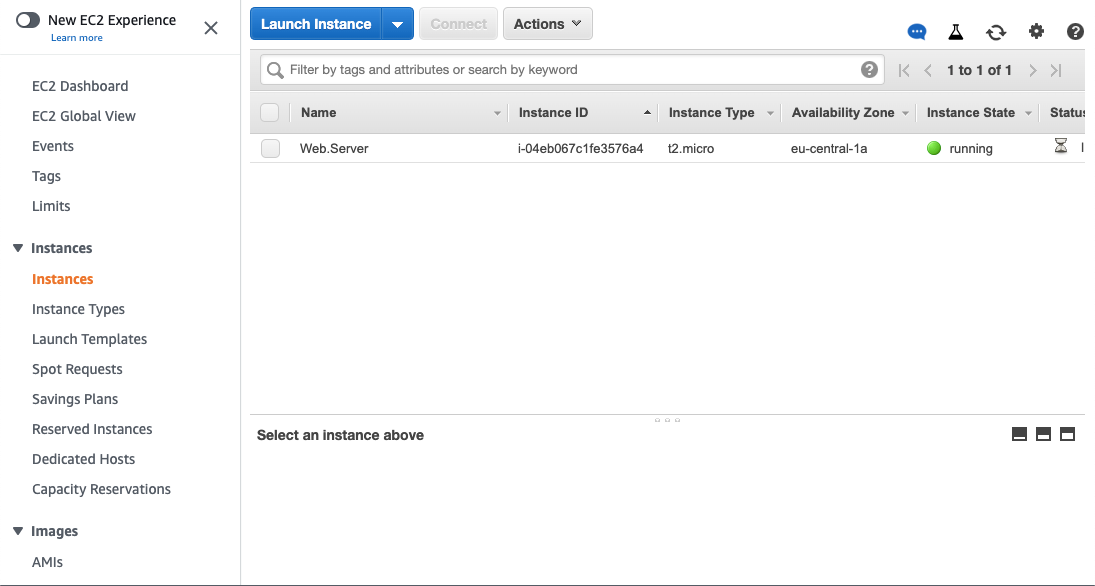 New EC2 Experience
Learn more
EC2 Dashboard
EC2 Global View
Events
Tags
Limits
Instances
Instances
Instance Types
Launch Templates
Spot Requests
Savings Plans
Reserved Instances
Dedicated Hosts
Capacity Reservations
Images
AMIs
Launch Instance Connect Actions
Filter by tags and attributes or search by keyword 1 to 1 of 1
Name Instance ID Instance Type Availability Zone Instance State Status
Web.Server i-04eb067c1fe3576a4 t2.micro eu-central-1a running
Select an instance above